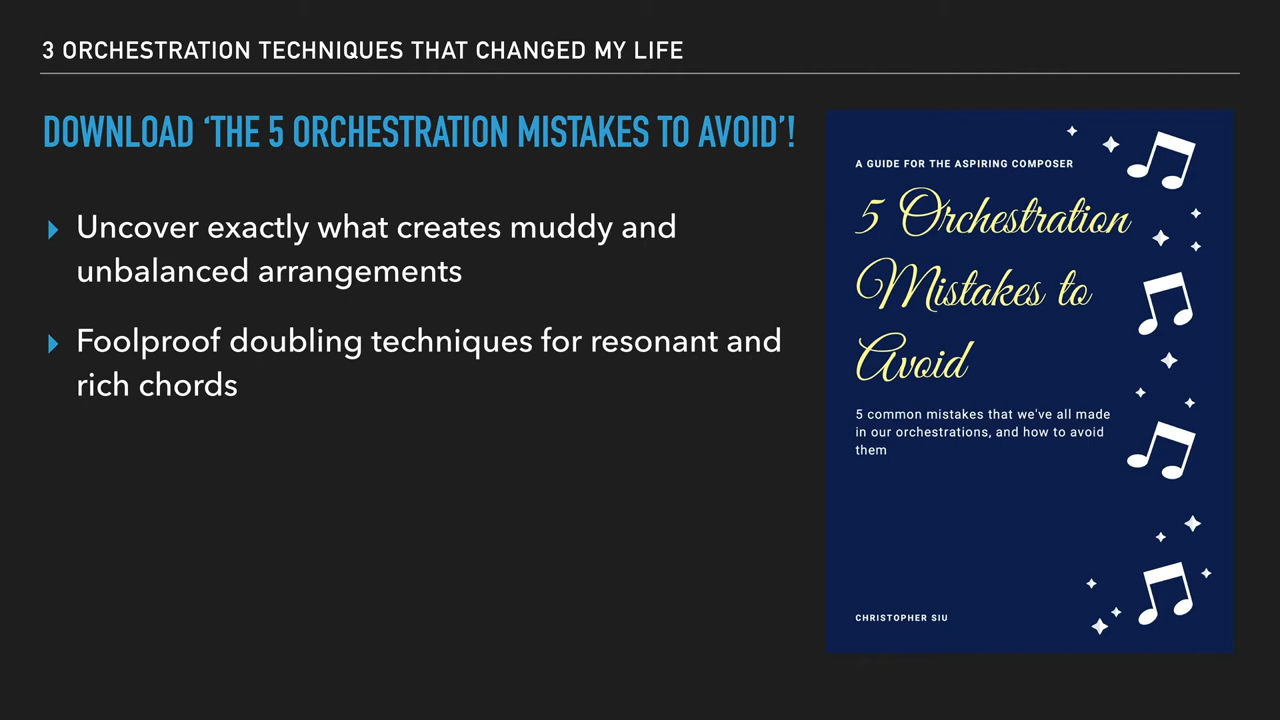 3 ORCHESTRATION TECHNIQUES THAT CHANGED MY LIFE
DOWNLOAD ‘THE 5 ORCHESTRATION MISTAKES TO AVOID’!
Uncover exactly what creates muddy and
unbalanced arrangements
Foolproof doubling techniques for resonant and
rich chords
A GUIDE FOR THE ASPIRING COMPOSER
5 Orchestration
Mistakes to
Avoid
5 common mistakes that we've all made
in our orchestrations, and how to avoid
them
CHRISTOPHER SIU